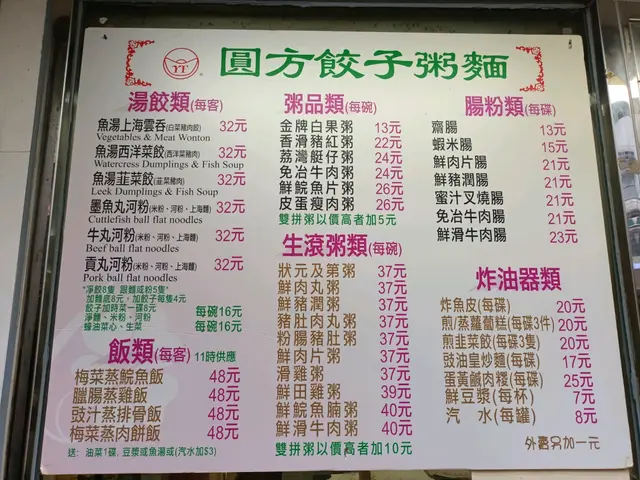 YT
圓方餃子粥麵
湯餃類(每客)
魚湯上海雲呑(白菜豬肉餃) 32元
Vegetables & Meat Wonton
魚湯西洋菜餃(西洋菜豬肉) 32元
Watercress Dumplings & Fish Soup
魚湯韮菜餃(韮菜豬肉) 32元
Leek Dumplings & Fish Soup
墨魚丸河粉(米粉、河粉、上海麵) 32元
Cuttlefish ball flat noodles
牛丸河粉(米粉、河粉、上海麵) 32元
Beef ball flat noodles
貢丸河粉(米粉、河粉、上海麵) 32元
Pork ball flat noodles
*淨餃8隻 跟麵或粉5隻*
加麵底8元，加餃子每隻4元
餃子加時菜一碟8元
淨麵、米粉、河粉 每碗16元
蠔油菜心、生菜 每碗16元
飯類(每客) 11時供應
梅菜蒸鯇魚飯 48元
臘腸蒸雞飯 48元
豉汁蒸排骨飯 48元
梅菜蒸肉餅飯 48元
送: 油菜1碟, 豆漿或魚湯或(汽水加$3)
粥品類(每碗)
金牌白果粥 13元
香滑豬紅粥 22元
荔灣艇仔粥 24元
免治牛肉粥 24元
鮮鯇魚片粥 26元
皮蛋瘦肉粥 26元
雙拼粥以價高者加5元
生滾粥類(每碗)
狀元及第粥 37元
鮮肉丸粥 37元
鮮豬潤粥 37元
豬肚肉丸粥 37元
粉腸豬肚粥 37元
鮮肉片粥 37元
滑雞粥 37元
鮮田雞粥 39元
鮮鯇魚腩粥 40元
鮮滑牛肉粥 40元
雙拼粥以價高者加10元
腸粉類(每碟)
齋腸 13元
蝦米腸 15元
鮮肉片腸 21元
鮮豬潤腸 21元
蜜汁叉燒腸 21元
免治牛肉腸 21元
鮮滑牛肉腸 23元
炸油器類
炸魚皮(每碟) 20元
煎/蒸蘿蔔糕(每碟3件) 20元
煎韭菜餃(每碟3隻) 20元
豉油皇炒麵(每碟) 17元
蛋黃鹹肉糉(每碟) 25元
鮮豆漿(每杯) 7元
汽 水(每罐) 8元
外賣另加一元